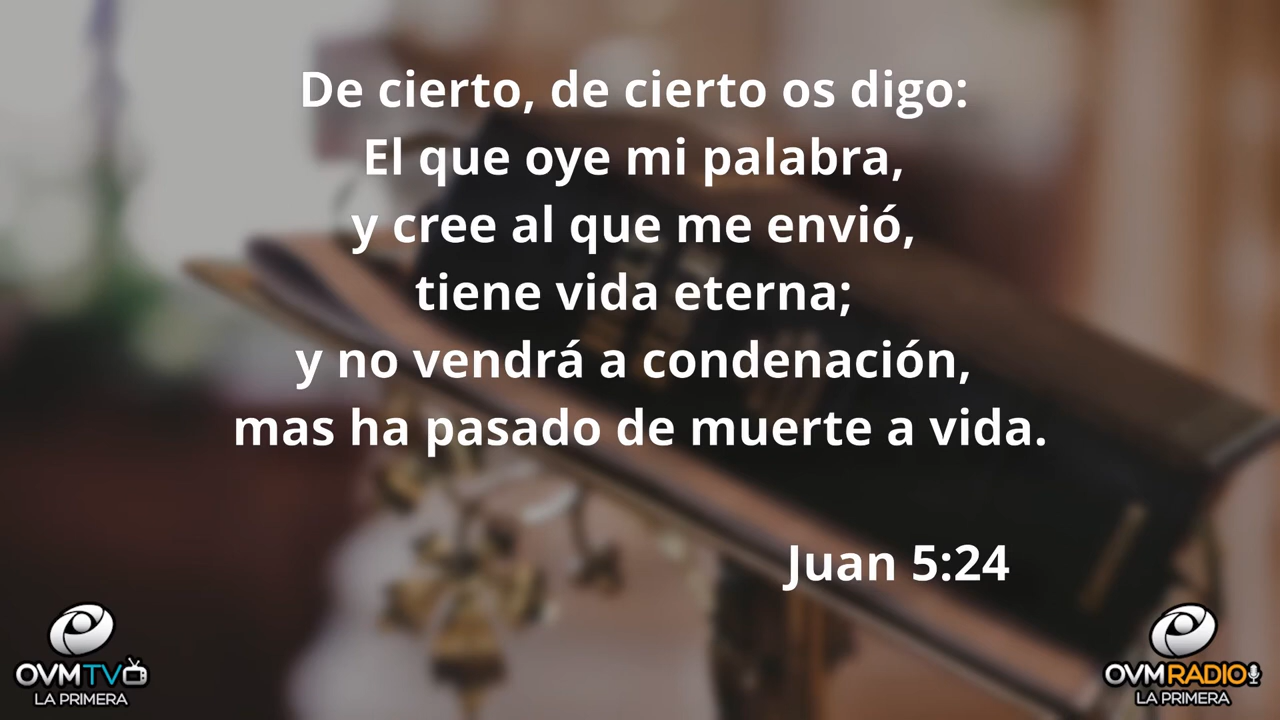 De cierto, de cierto os digo:
El que oye mi palabra,
y cree al que me envió,
tiene vida eterna;
y no vendrá a condenación,
mas ha pasado de muerte a vida.
Juan 5:24
OVMTV
LA PRIMERA
OVMRADIO
LA PRIMERA